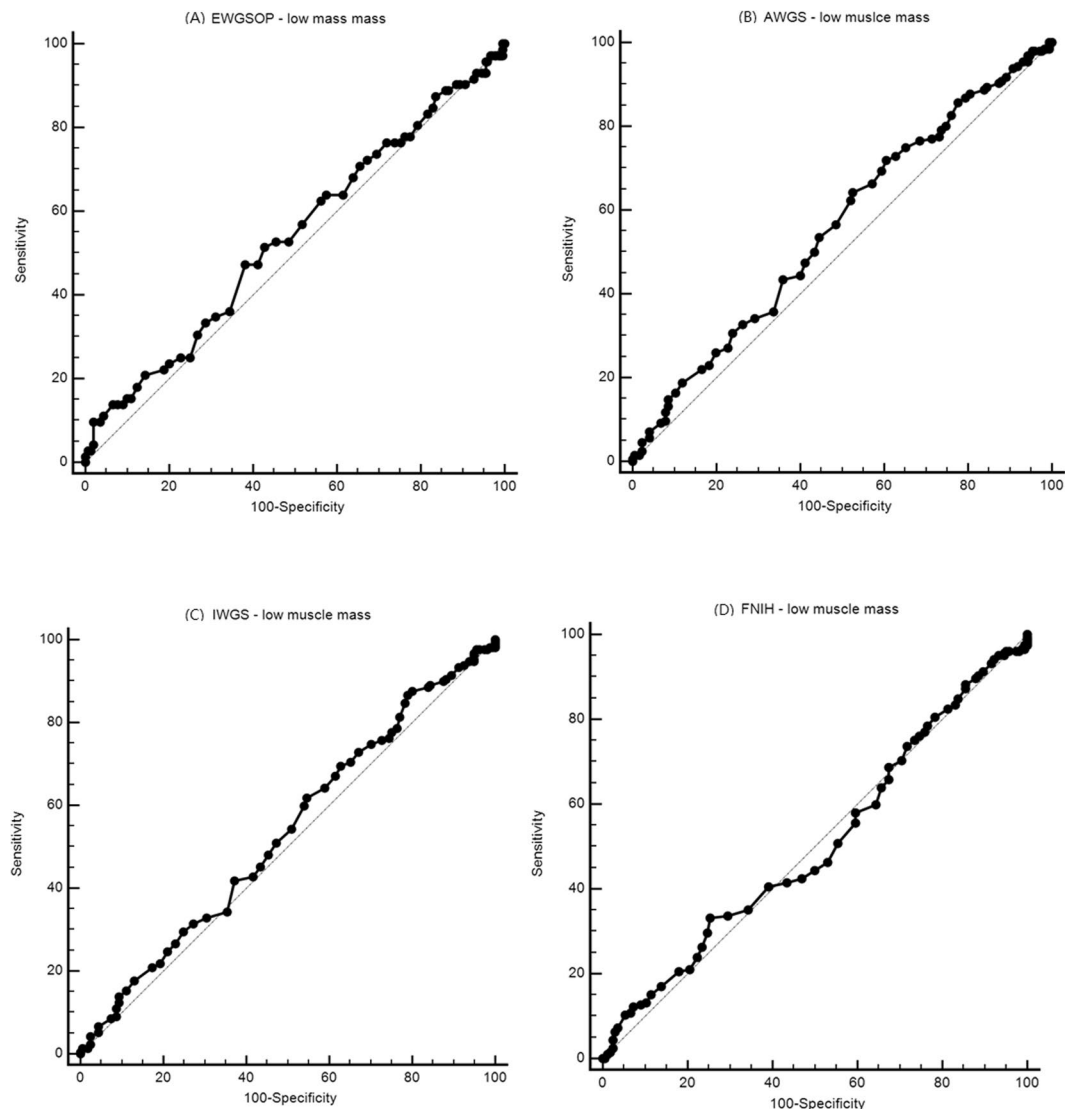 (A) EWGSOP - low mass mass
100
80
60
40
20
0
Sensitivity
0 20 40 60 80 100
100-Specificity
(B) AWGS - low muslce mass
100
80
60
40
20
0
Sensitivity
0 20 40 60 80 100
100-Specificity
(C) IWGS - low muscle mass
100
80
60
40
20
0
Sensitivity
0 20 40 60 80 100
100-Specificity
(D) FNIH - low muscle mass
100
80
60
40
20
0
Sensitivity
0 20 40 60 80 100
100-Specificity